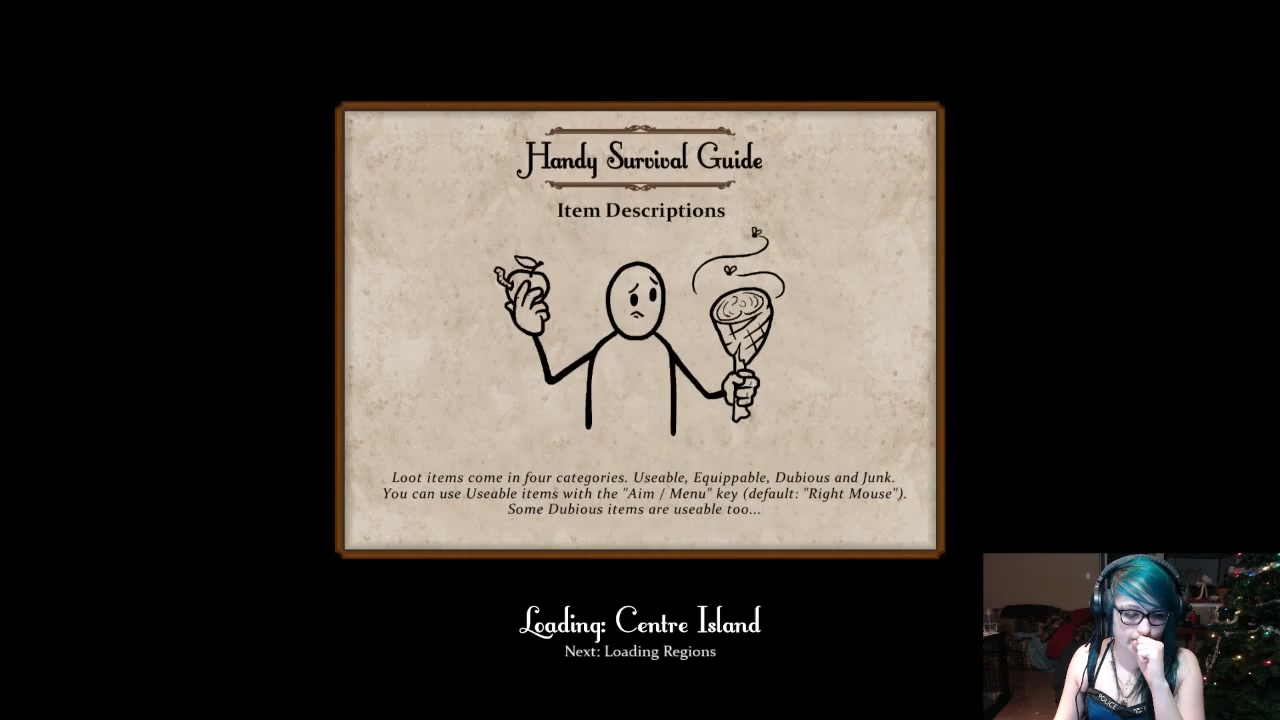 Handy Survival Guide
Item Descriptions
Loot items come in four categories. Useable, Equippable, Dubious and Junk.
You can use Useable items with the "Aim / Menu" key (default: "Right Mouse").
Some Dubious items are useable too...
Loading: Centre Island
Next: Loading Regions
POLICE